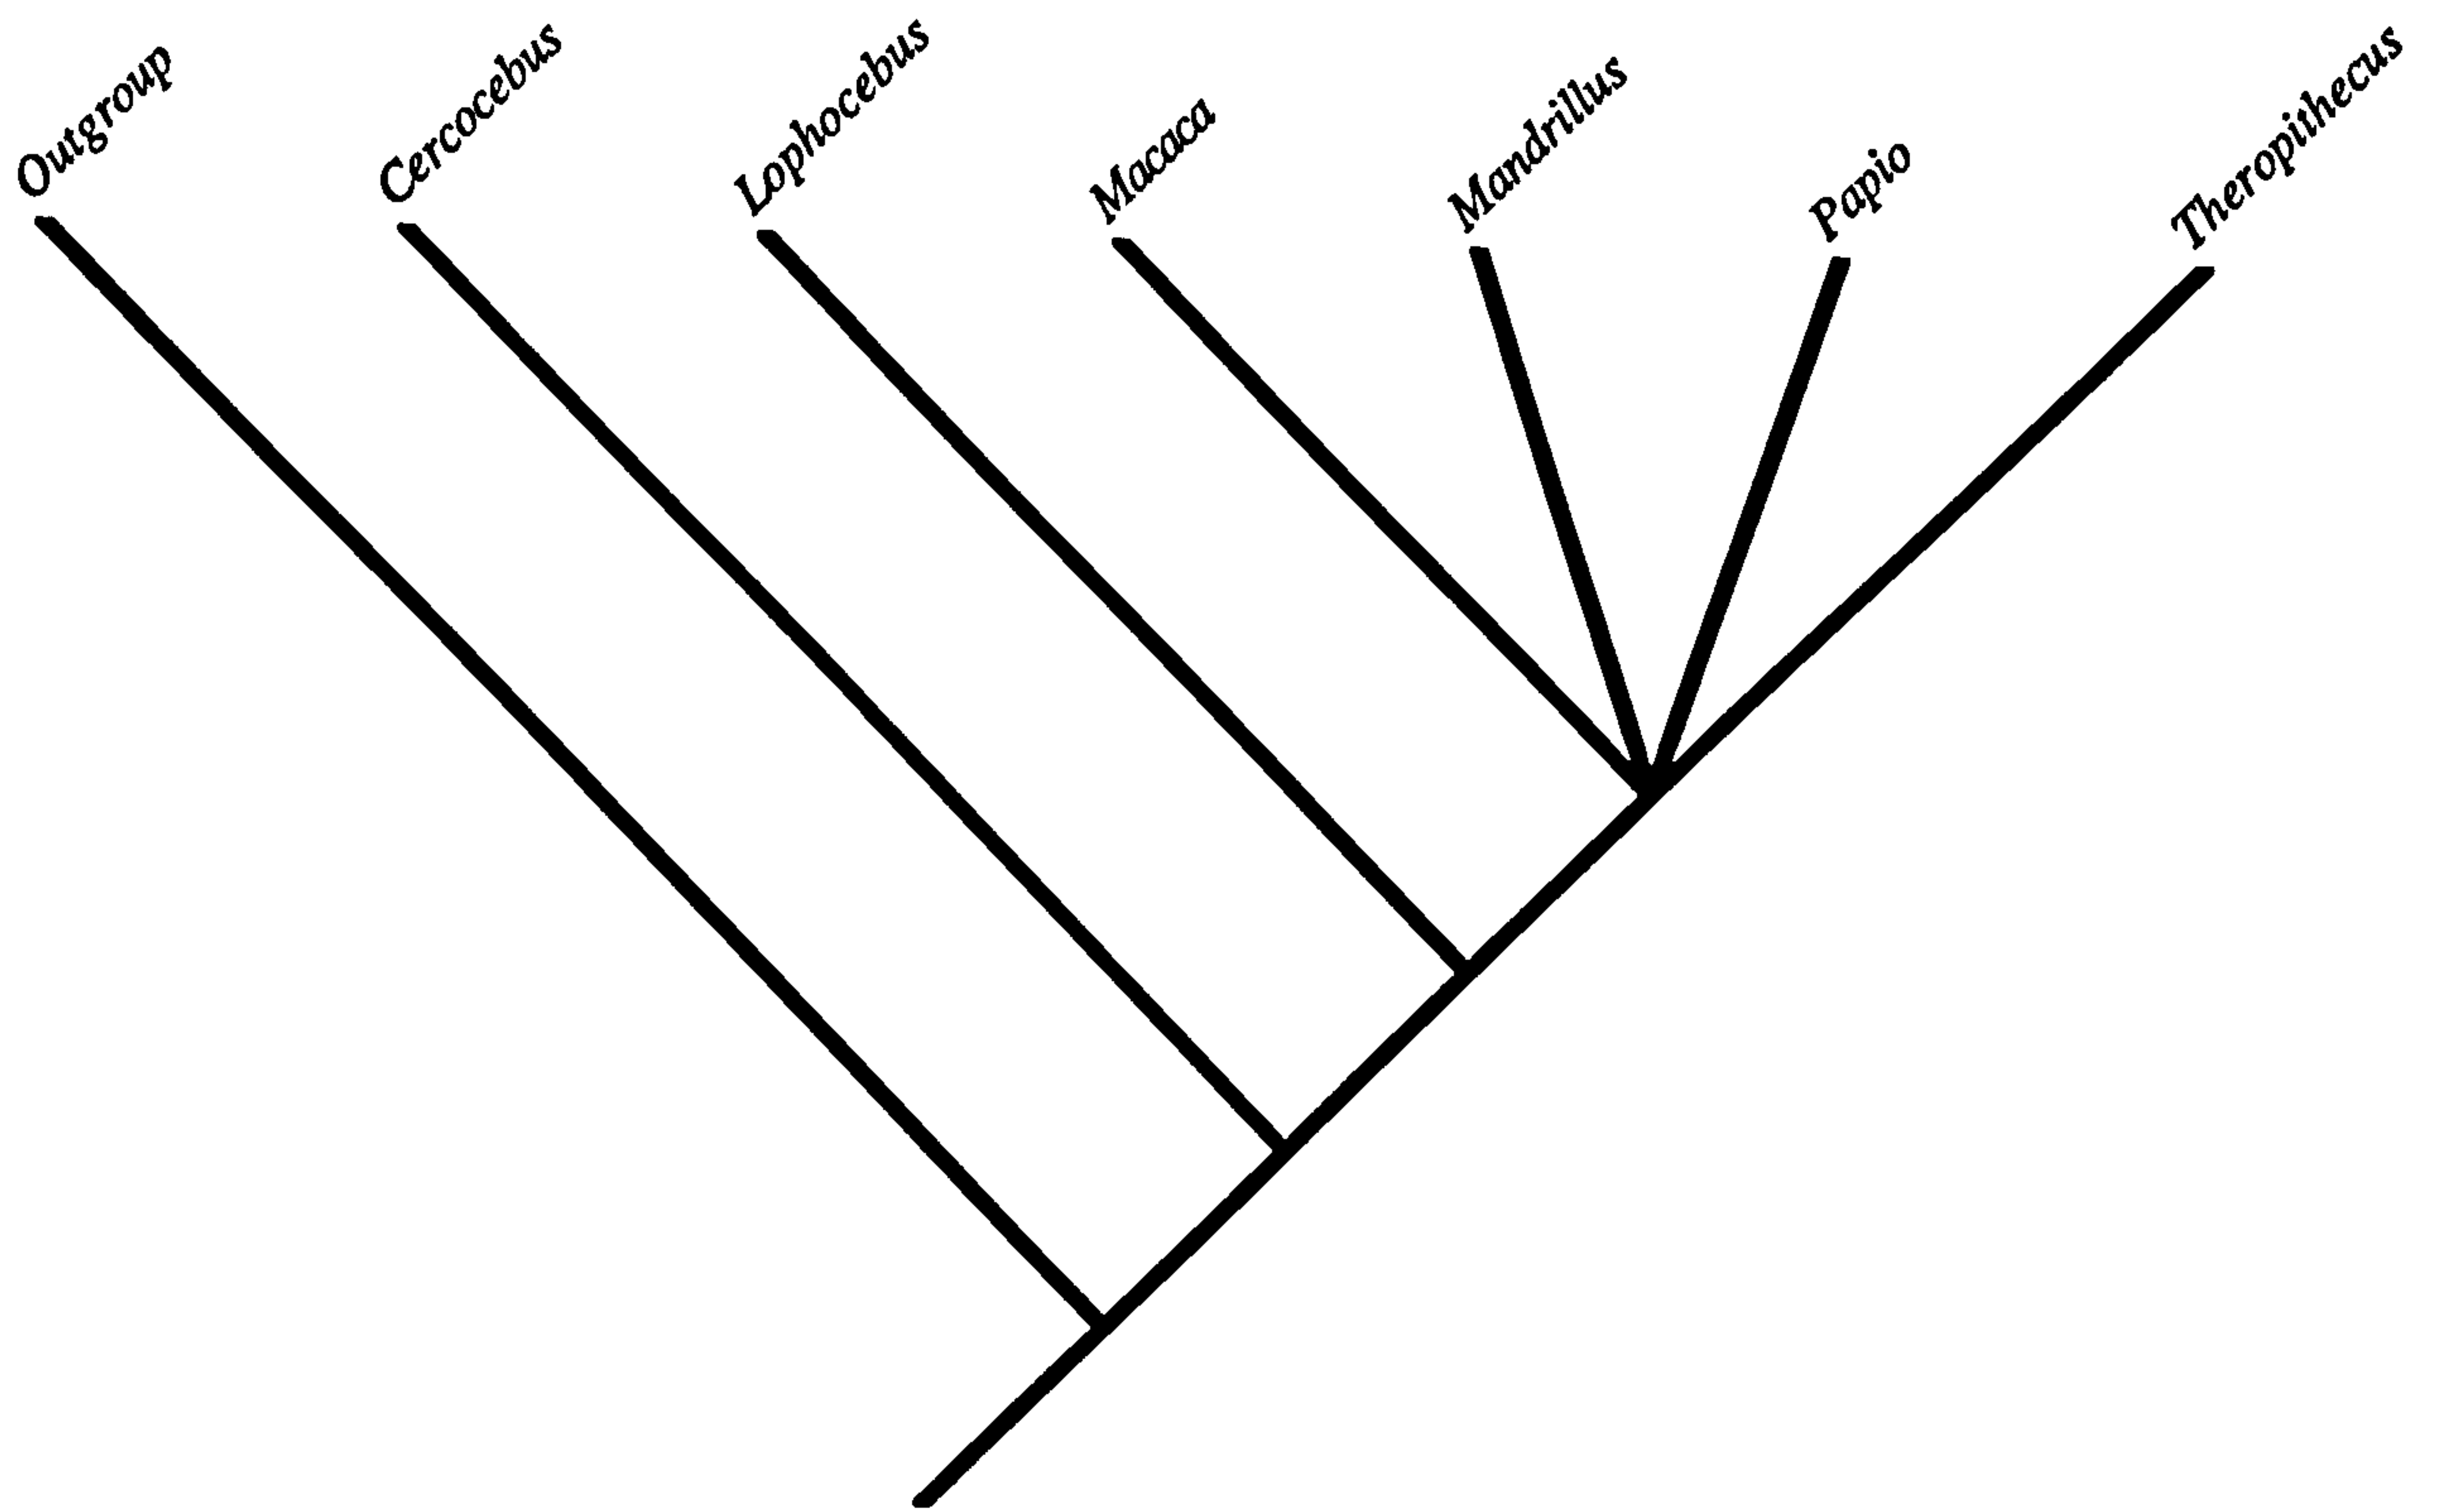 Outgroup
Cercocebus
Lophocebus
Macaca
Mandrillus
Papio
Theropithecus